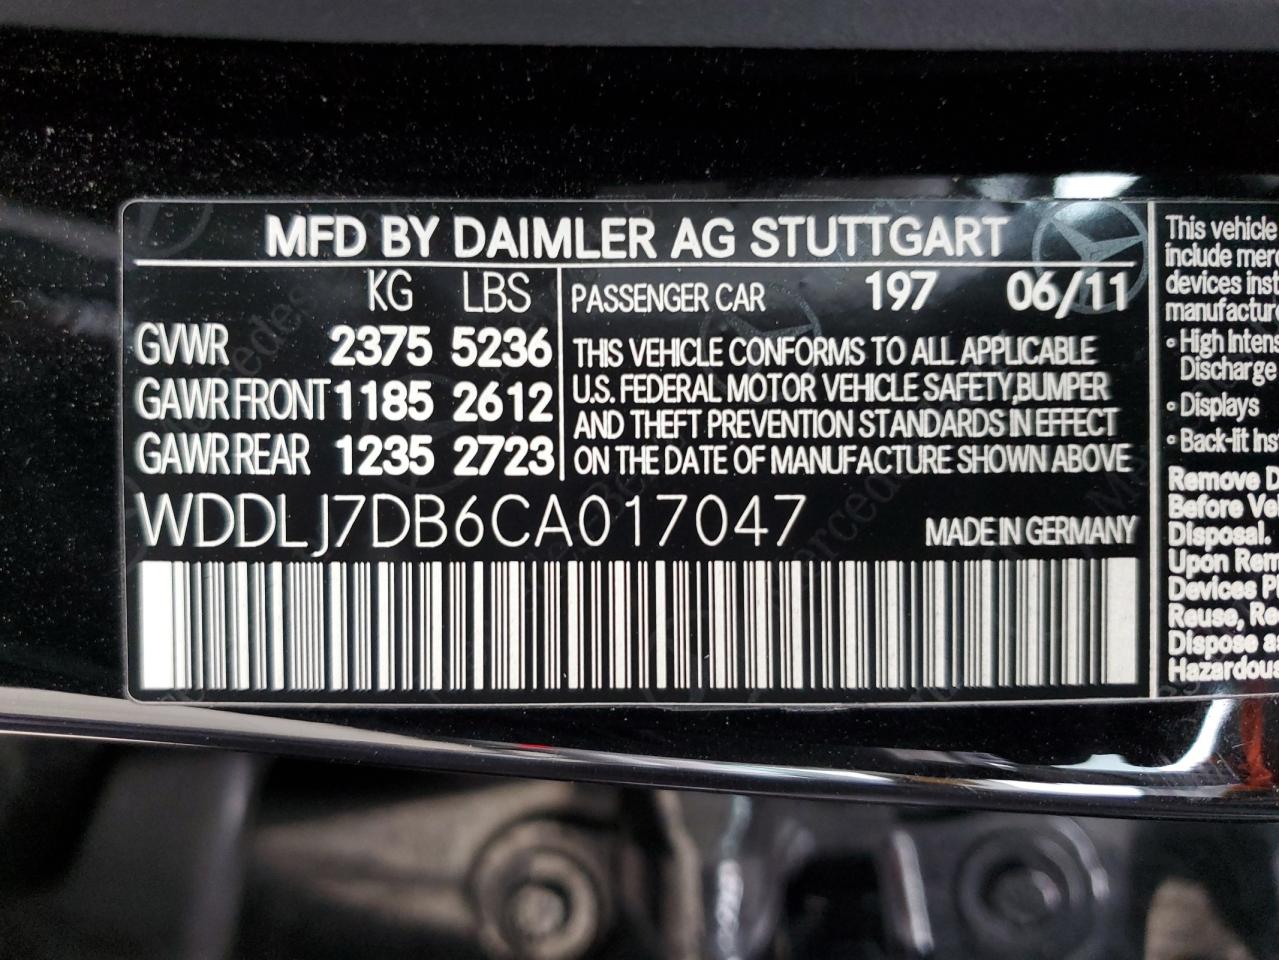 MFD BY DAIMLER AG STUTTGART
KG LBS
GVWR 2375 5236
GAWR FRONT 1185 2612
GAWR REAR 1235 2723
PASSENGER CAR 197 06/11
THIS VEHICLE CONFORMS TO ALL APPLICABLE
U.S. FEDERAL MOTOR VEHICLE SAFETY,BUMPER
AND THEFT PREVENTION STANDARDS IN EFFECT
ON THE DATE OF MANUFACTURE SHOWN ABOVE
WDDLJ7DB6CA017047
MADE IN GERMANY
This vehicle
include merc
devices inst
manufacture
• High Intens
Discharge
• Displays
• Back-lit Inst
Remove D
Before Ve
Disposal.
Upon Rem
Devices P
Reuse, Re
Dispose as
Hazardous